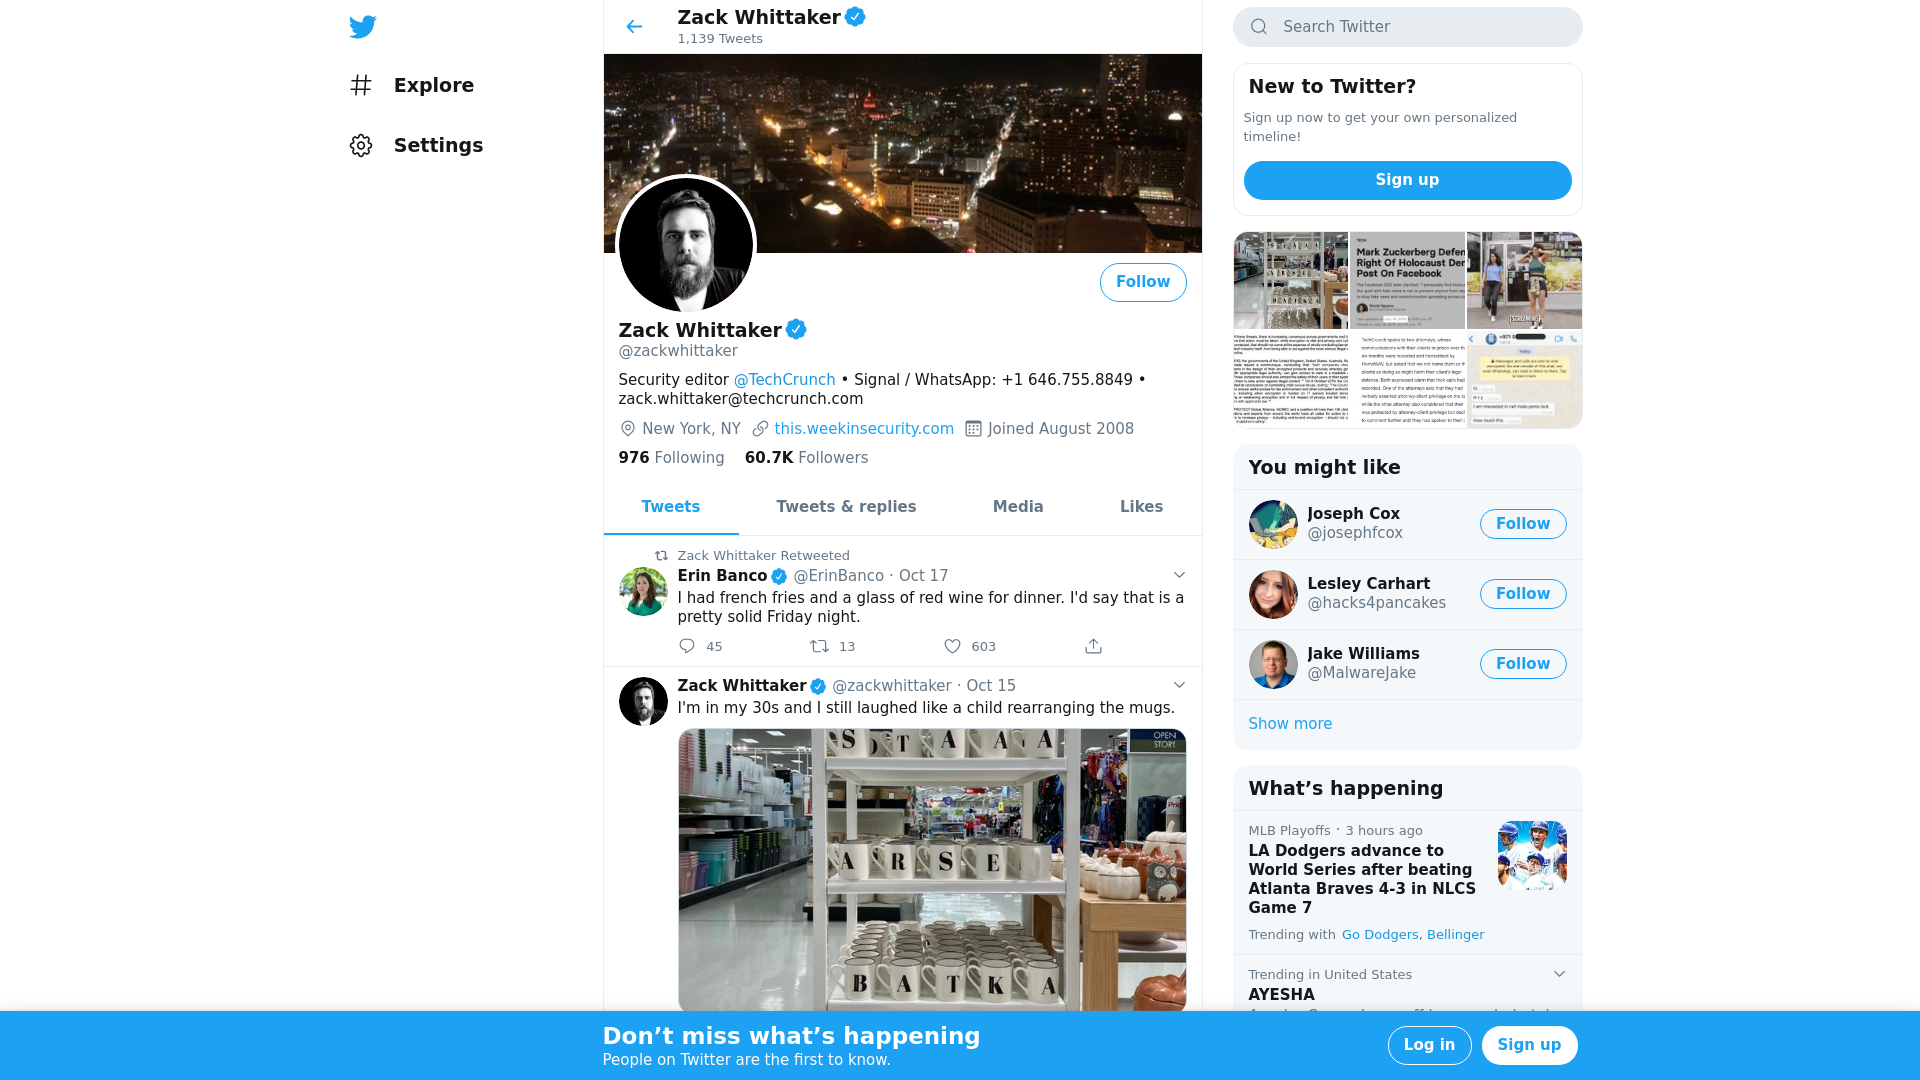 Explore
Settings
Zack Whittaker
1,139 Tweets
Follow
Zack Whittaker
@zackwhittaker
Security editor @TechCrunch • Signal / WhatsApp: +1 646.755.8849 •
zack.whittaker@techcrunch.com
New York, NY this.weekinsecurity.com Joined August 2008
976 Following 60.7K Followers
Tweets Tweets & replies Media Likes
Zack Whittaker Retweeted
Erin Banco @ErinBanco · Oct 17
I had french fries and a glass of red wine for dinner. I'd say that is a
pretty solid Friday night.
45 13 603
Zack Whittaker @zackwhittaker · Oct 15
I'm in my 30s and I still laughed like a child rearranging the mugs.
OPEN
STORY
S T A A A
A R S E
B A T K A
Search Twitter
New to Twitter?
Sign up now to get your own personalized
timeline!
Sign up
TECH
Mark Zuckerberg Defen
Right Of Holocaust Der
Post On Facebook
[SCREAMING]
You might like
Joseph Cox
@josephfcox
Follow
Lesley Carhart
@hacks4pancakes
Follow
Jake Williams
@MalwareJake
Follow
Show more
What’s happening
MLB Playoffs · 3 hours ago
LA Dodgers advance to
World Series after beating
Atlanta Braves 4-3 in NLCS
Game 7
Trending with Go Dodgers, Bellinger
Trending in United States
AYESHA
Don’t miss what’s happening
People on Twitter are the first to know.
Log in
Sign up